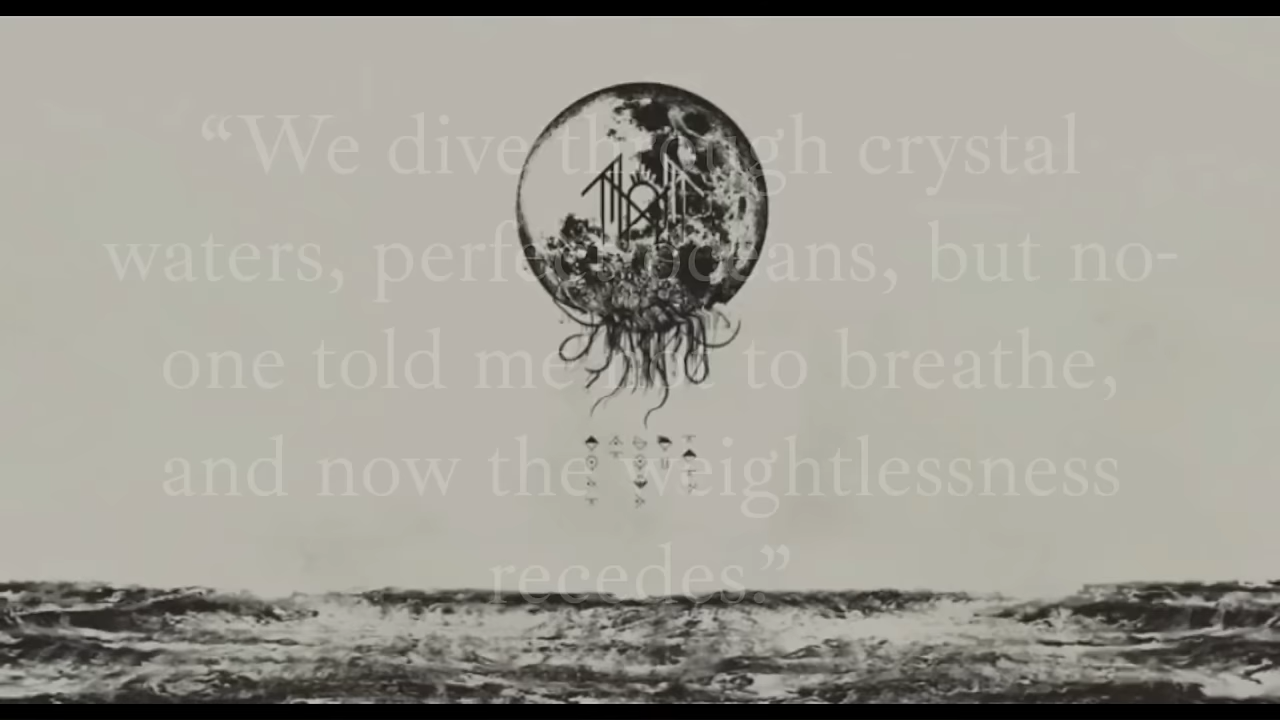 “We dive through crystal
waters, perfect oceans, but no-
one told me not to breathe,
and now the weightlessness
recedes.”